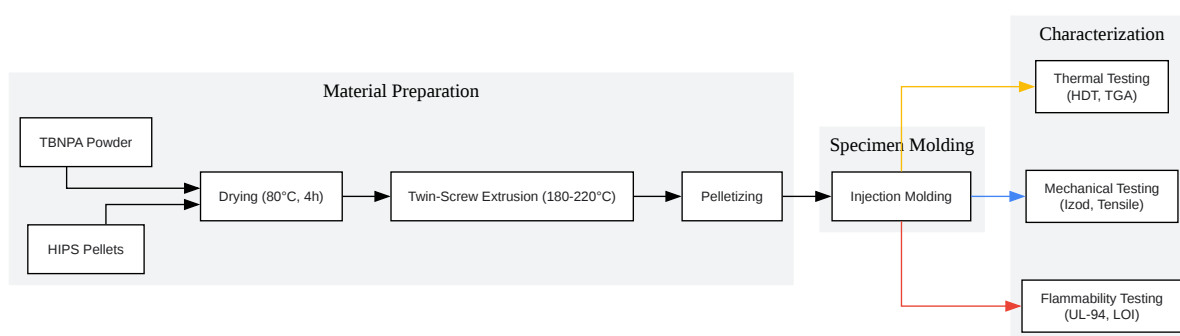 Characterization
Material Preparation
Thermal Testing
(HDT, TGA)
TBNPA Powder
Specimen Molding
Drying (80°C, 4h)
Twin-Screw Extrusion (180-220°C)
Pelletizing
Injection Molding
Mechanical Testing
(Izod, Tensile)
HIPS Pellets
Flammability Testing
(UL-94, LOI)